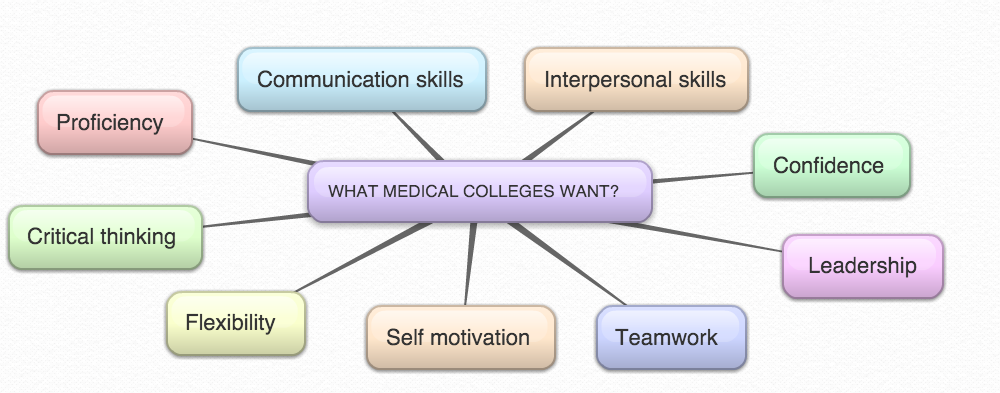 Communication skills
Interpersonal skills
Proficiency
Confidence
WHAT MEDICAL COLLEGES WANT?
Critical thinking
Leadership
Flexibility
Self motivation
Teamwork